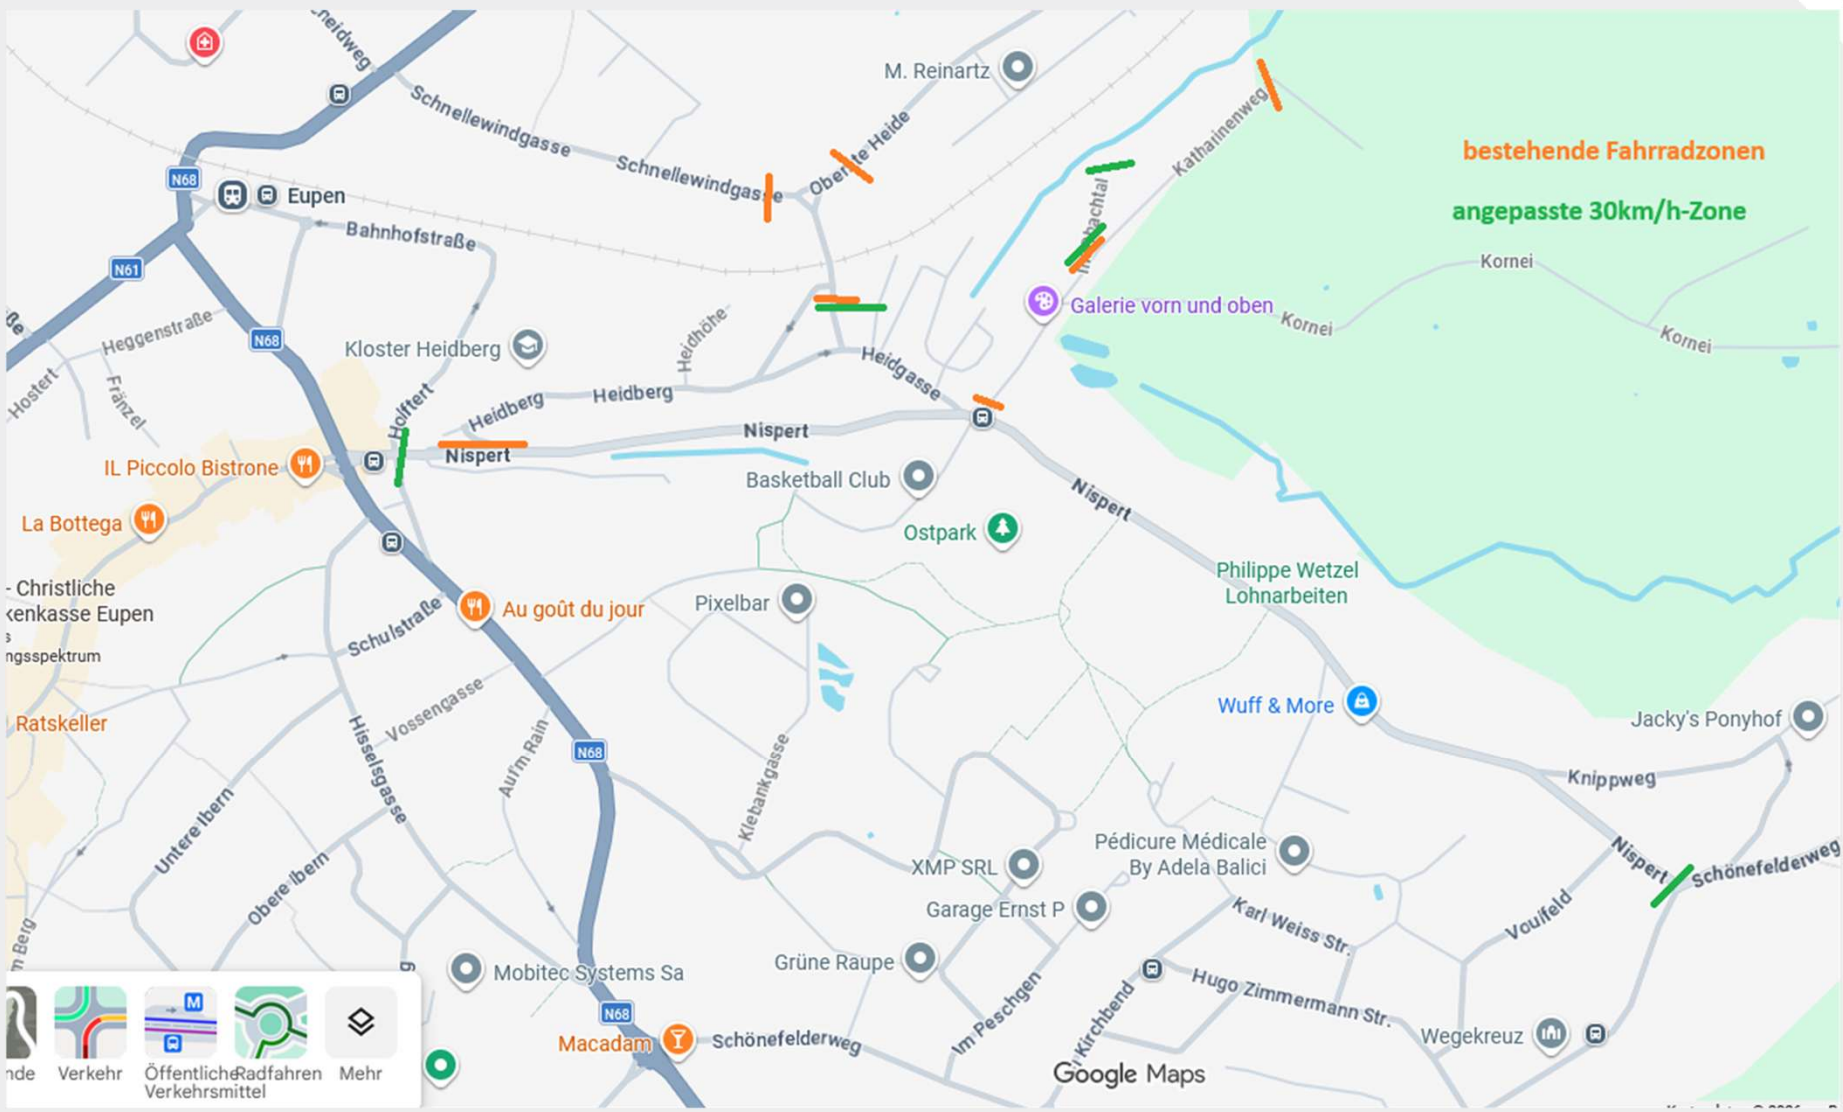 M. Reinartz
Schnellewindgasse
Schnellewindgasse
Oberste Heide
Katharinenweg
bestehende Fahrradzonen
angepasste 30km/h-Zone
N68
Eupen
Bahnhofstraße
N61
Kornei
Kornei
Kornei
Galerie vorn und oben
Heggenstraße
N68
Kloster Heidberg
Heidhöhe
Heidgasse
Hostert
Fränzel
Holftert
Heidberg
Heidberg
Nispert
Nispert
Nispert
IL Piccolo Bistrone
La Bottega
Basketball Club
Ostpark
Philippe Wetzel
Lohnarbeiten
- Christliche
kenkasse Eupen
ngsspektrum
Schulstraße
Au goût du jour
Pixelbar
Ratskeller
Vossengasse
Hisselsgasse
Auf'm Rain
N68
Klebankgasse
Wuff & More
Jacky's Ponyhof
Knippweg
Untere Ibern
Obere Ibern
XMP SRL
Pédicure Médicale
By Adela Balici
Nispert
Schönefelderweg
Garage Ernst P
Karl Weiss Str.
Voulfeld
m Berg
Mobitec Systems Sa
Grüne Raupe
Hugo Zimmermann Str.
Im Peschgen
Kirchbend
Wegekreuz
N68
Macadam
Schönefelderweg
nde
Verkehr
Öffentliche
Verkehrsmittel
Radfahren
Mehr
Google Maps